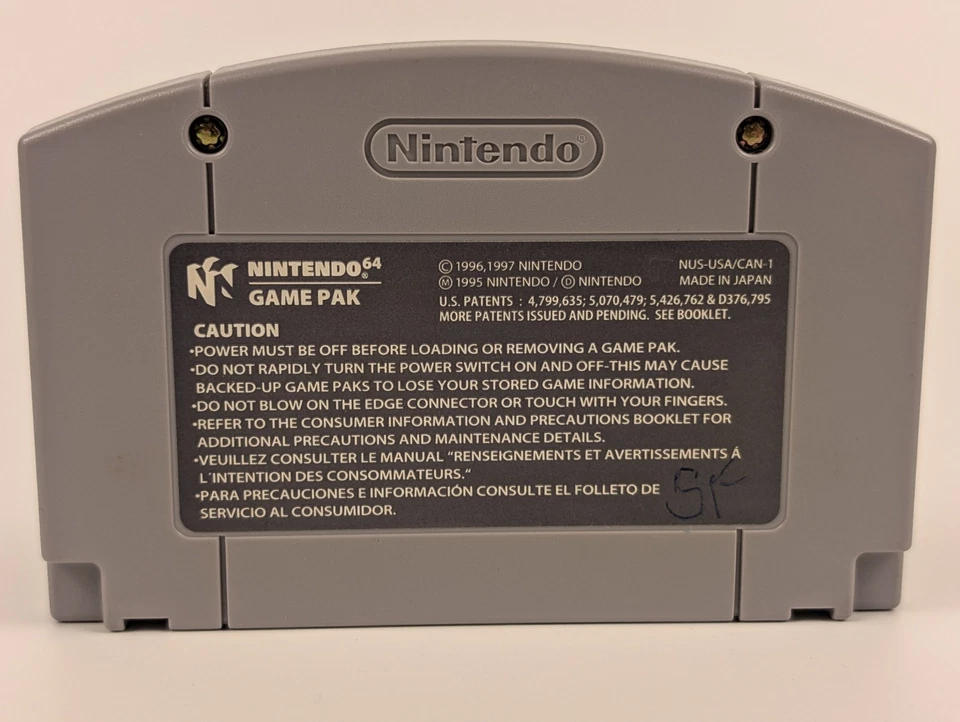 Nintendo®
NINTENDO®64
GAME PAK
© 1996,1997 NINTENDO
Ⓜ 1995 NINTENDO / Ⓓ NINTENDO
NUS-USA/CAN-1
MADE IN JAPAN
U.S. PATENTS : 4,799,635; 5,070,479; 5,426,762 & D376,795
MORE PATENTS ISSUED AND PENDING. SEE BOOKLET.
CAUTION
•POWER MUST BE OFF BEFORE LOADING OR REMOVING A GAME PAK.
•DO NOT RAPIDLY TURN THE POWER SWITCH ON AND OFF-THIS MAY CAUSE
BACKED-UP GAME PAKS TO LOSE YOUR STORED GAME INFORMATION.
•DO NOT BLOW ON THE EDGE CONNECTOR OR TOUCH WITH YOUR FINGERS.
•REFER TO THE CONSUMER INFORMATION AND PRECAUTIONS BOOKLET FOR
ADDITIONAL PRECAUTIONS AND MAINTENANCE DETAILS.
•VEUILLEZ CONSULTER LE MANUAL “RENSEIGNEMENTS ET AVERTISSEMENTS Á
L'INTENTION DES CONSOMMATEURS.“
•PARA PRECAUCIONES E INFORMACIÓN CONSULTE EL FOLLETO DE
SERVICIO AL CONSUMIDOR.